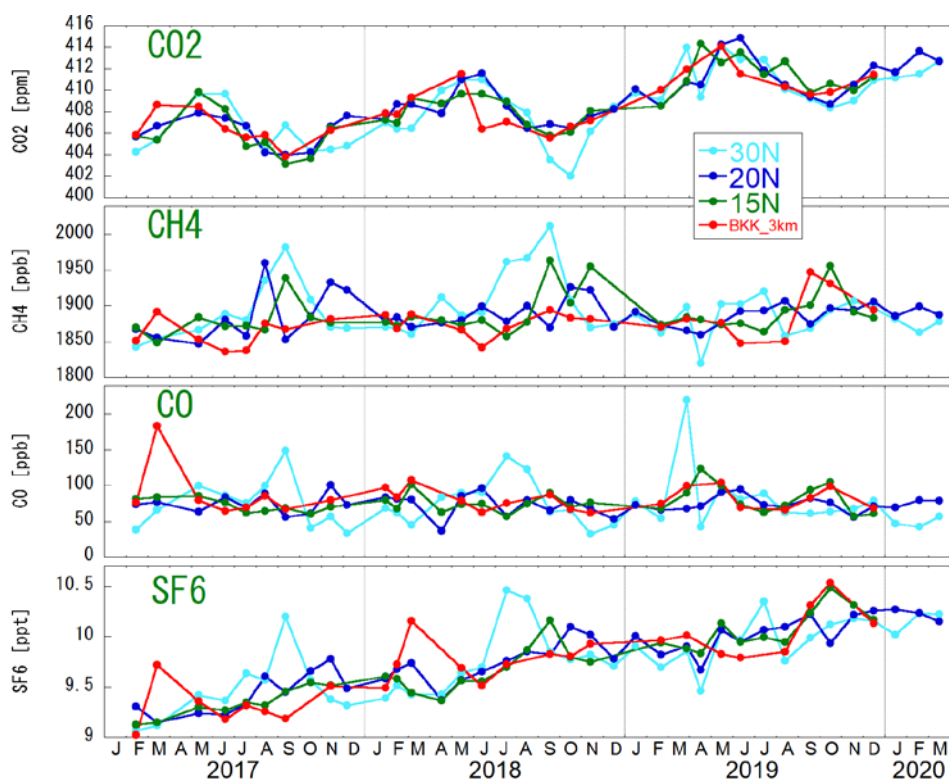 416
414
412
410
408
406
404
402
400
CO2 [ppm]
CO2
30N
20N
15N
BKK_3km
2000
1950
1900
1850
1800
CH4 [ppb]
CH4
200
150
100
50
0
CO [ppb]
CO
10.5
10
9.5
9
SF6 [ppt]
SF6
J F M A M J J A S O N D J F M A M J J A S O N D J F M A M J J A S O N D J F M
2017 2018 2019 2020